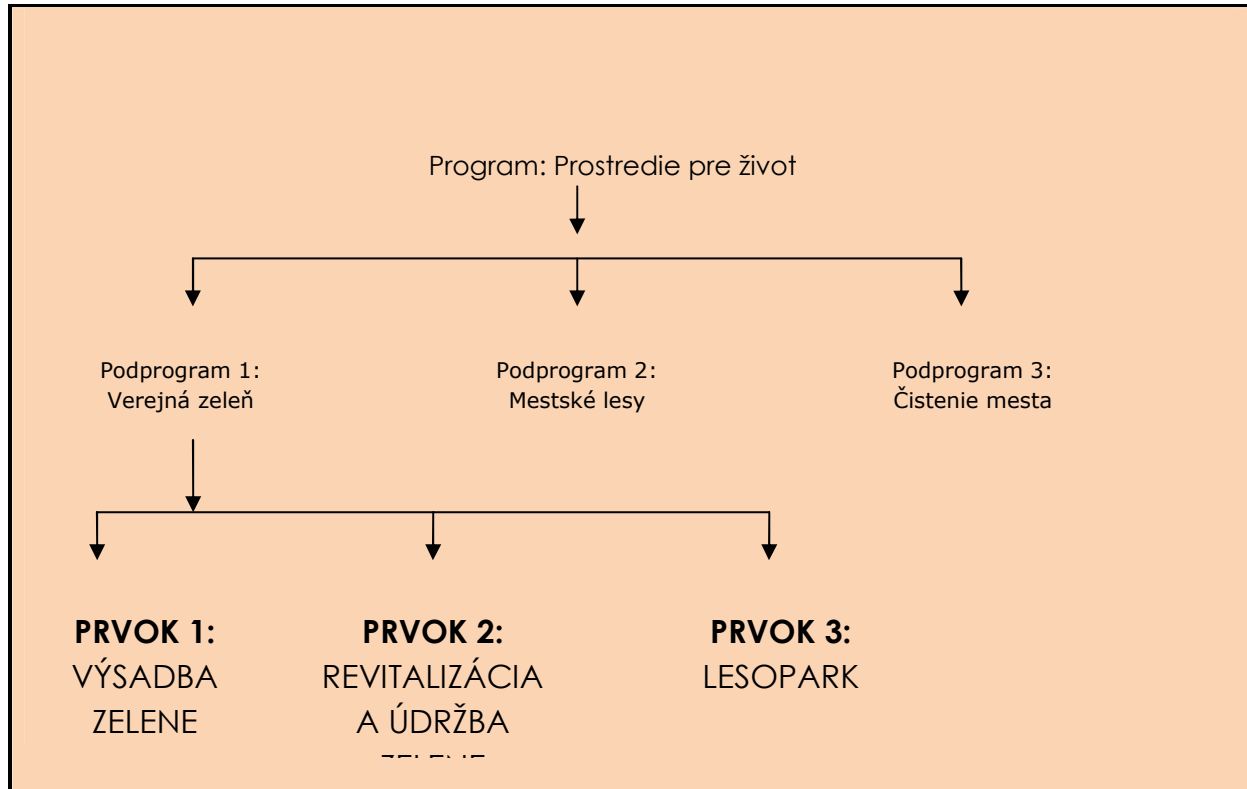 Program: Prostredie pre život
Podprogram 1:
Verejná zeleň
Podprogram 2:
Mestské lesy
Podprogram 3:
Čistenie mesta
PRVOK 1:
VÝSADBA
ZELENE
PRVOK 2:
REVITALIZÁCIA
A ÚDRŽBA
ZELENE
PRVOK 3:
LESOPARK